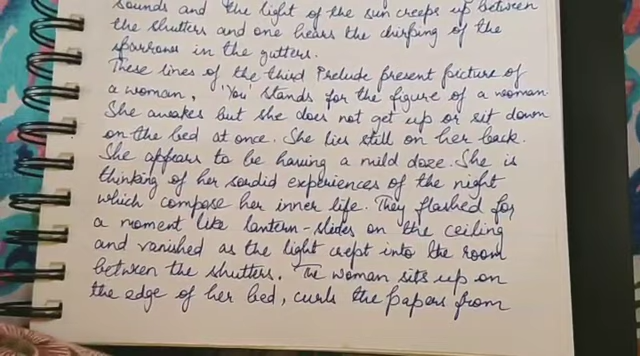 sounds and the light of the sun creeps up between
the shutters and one hears the chirping of the
sparrows in the gutters.
These lines of the third Prelude present picture of
a woman, 'You' stands for the figure of a woman.
She awakes but she does not get up or sit down
on the bed at once. She lies still on her back.
She appears to be having a mild doze. She is
thinking of her sordid experiences of the night
which compose her inner life. They flashed for
a moment like lantern-slides on the ceiling
and vanished as the light crept into the room
between the shutters. The woman sits up on
the edge of her bed, curls the papers from